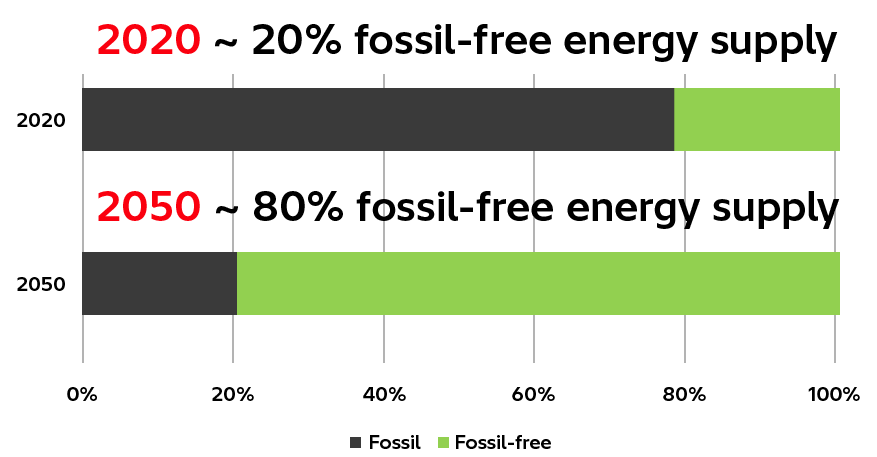 2020 ~ 20% fossil-free energy supply
2020
2050 ~ 80% fossil-free energy supply
2050
0% 20% 40% 60% 80% 100%
Fossil Fossil-free